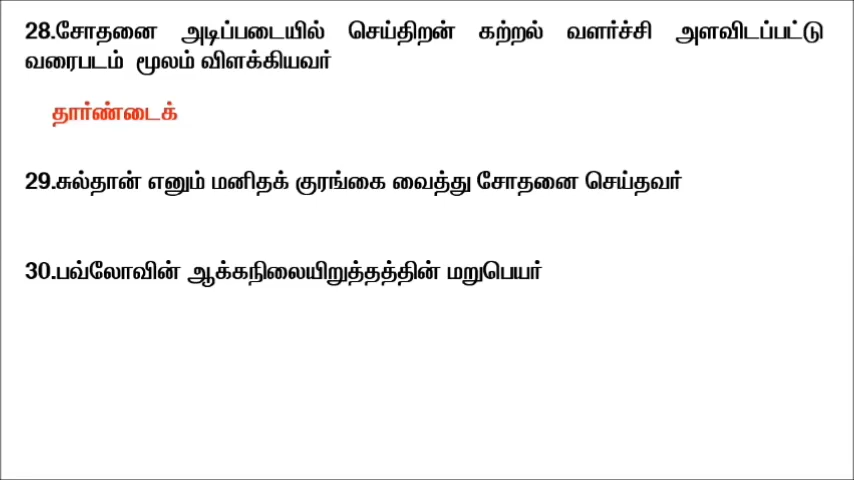 28.சோதனை அடிப்படையில் செய்திறன் கற்றல் வளர்ச்சி அளவிடப்பட்டு
வரைபடம் மூலம் விளக்கியவர்
தார்ண்டைக்
29.சுல்தான் எனும் மனிதக் குரங்கை வைத்து சோதனை செய்தவர்
30.பவ்லோவின் ஆக்கநிலையிறுத்தத்தின் மறுபெயர்